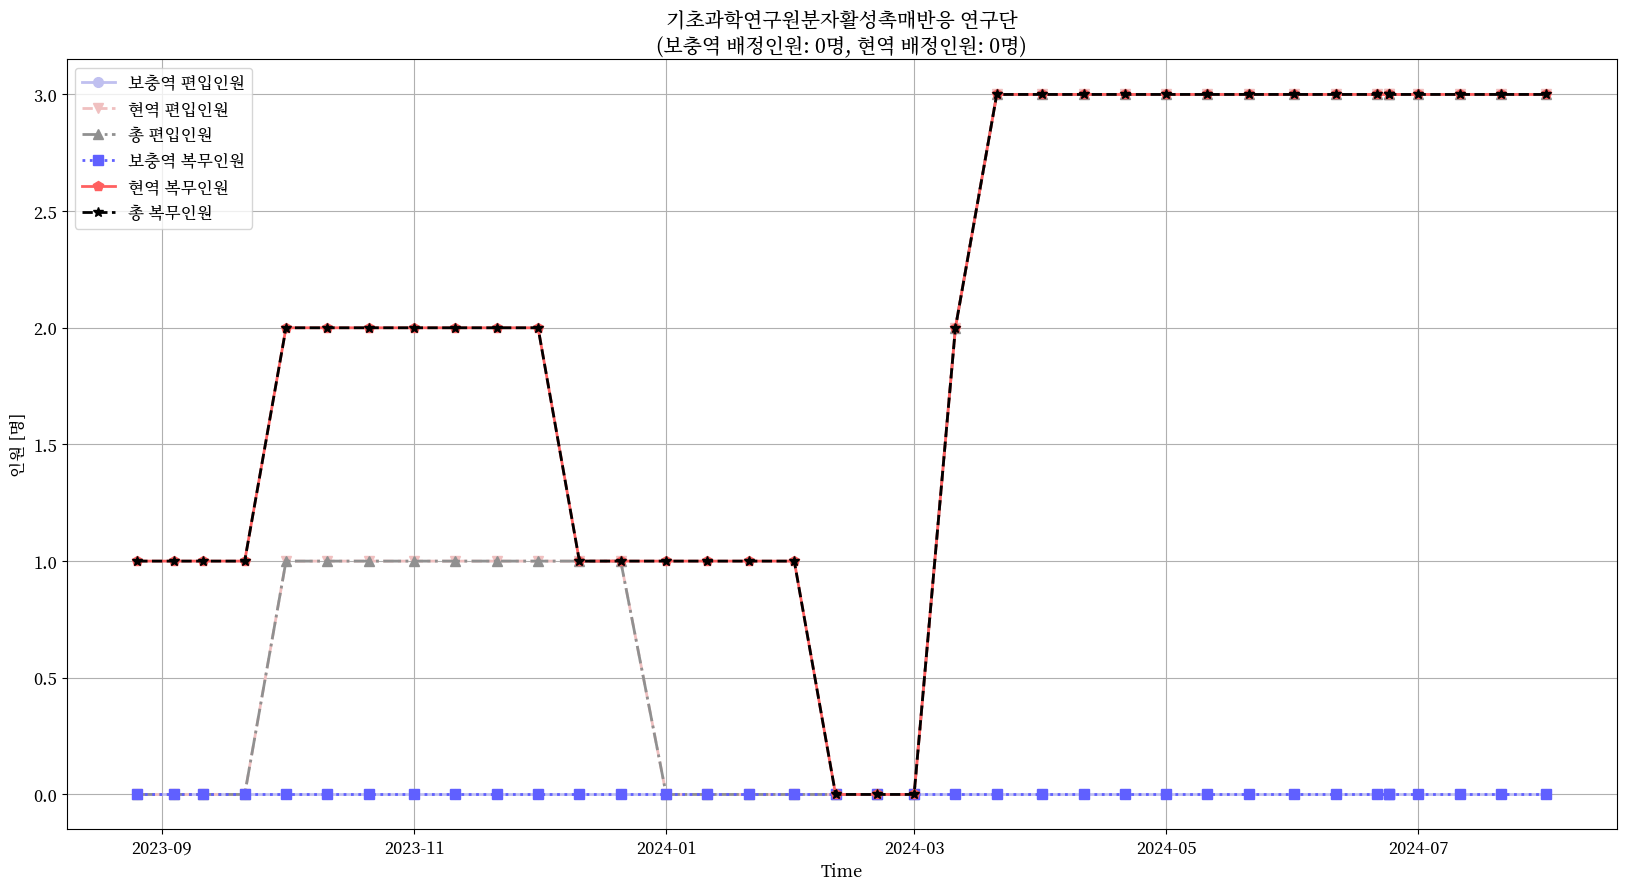 기초과학연구원분자활성촉매반응 연구단
(보충역 배정인원: 0명, 현역 배정인원: 0명)
보충역 편입인원
현역 편입인원
총 편입인원
보충역 복무인원
현역 복무인원
총 복무인원
3.0
2.5
2.0
1.5
1.0
0.5
0.0
인원 [명]
2023-09
2023-11
2024-01
2024-03
2024-05
2024-07
Time